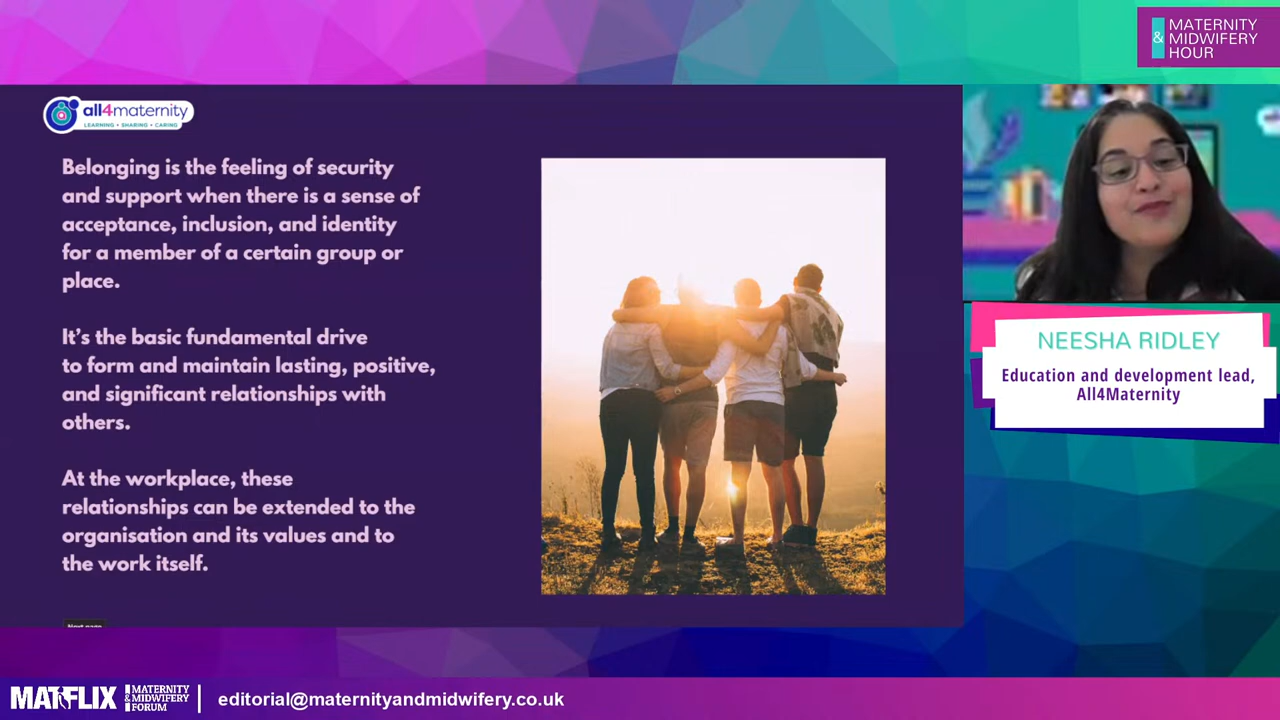 MATERNITY
& MIDWIFERY
HOUR
all4maternity
LEARNING • SHARING • CARING
Belonging is the feeling of security
and support when there is a sense of
acceptance, inclusion, and identity
for a member of a certain group or
place.
It's the basic fundamental drive
to form and maintain lasting, positive,
and significant relationships with
others.
At the workplace, these
relationships can be extended to the
organisation and its values and to
the work itself.
Next page
NEESHA RIDLEY
Education and development lead,
All4Maternity
MATFLIX
MATERNITY
& MIDWIFERY
FORUM
editorial@maternityandmidwifery.co.uk